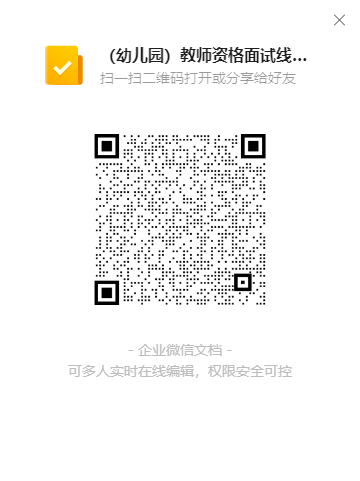 （幼儿园）教师资格面试线...
扫一扫二维码打开或分享给好友
- 企业微信文档 -
可多人实时在线编辑，权限安全可控